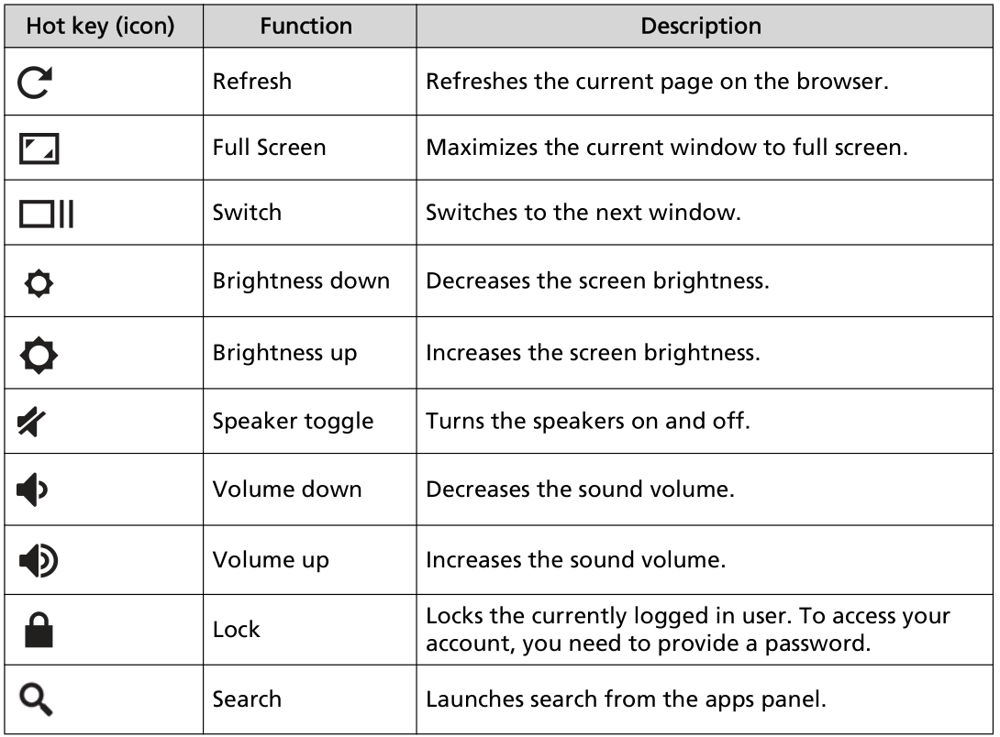 Hot key (icon) Function Description
Refresh Refreshes the current page on the browser.
Full Screen Maximizes the current window to full screen.
Switch Switches to the next window.
Brightness down Decreases the screen brightness.
Brightness up Increases the screen brightness.
Speaker toggle Turns the speakers on and off.
Volume down Decreases the sound volume.
Volume up Increases the sound volume.
Lock Locks the currently logged in user. To access your
account, you need to provide a password.
Search Launches search from the apps panel.